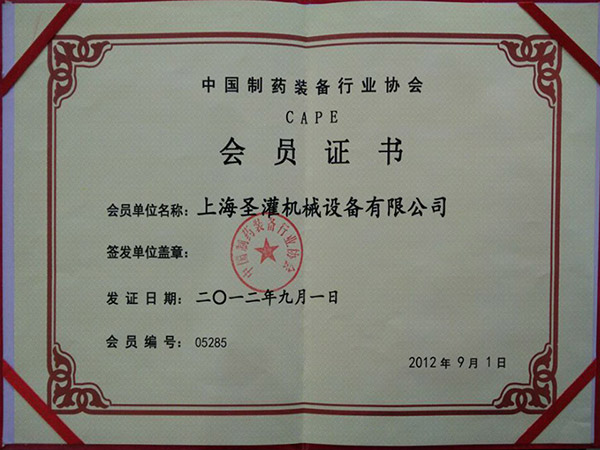 中国制药装备行业协会
CAPE
会员证书
会员单位名称：上海圣灌机械设备有限公司
签发单位盖章：
中国制药装备行业协会
发证日期：二〇一二年九月一日
会员编号：05285
2012年9月1日